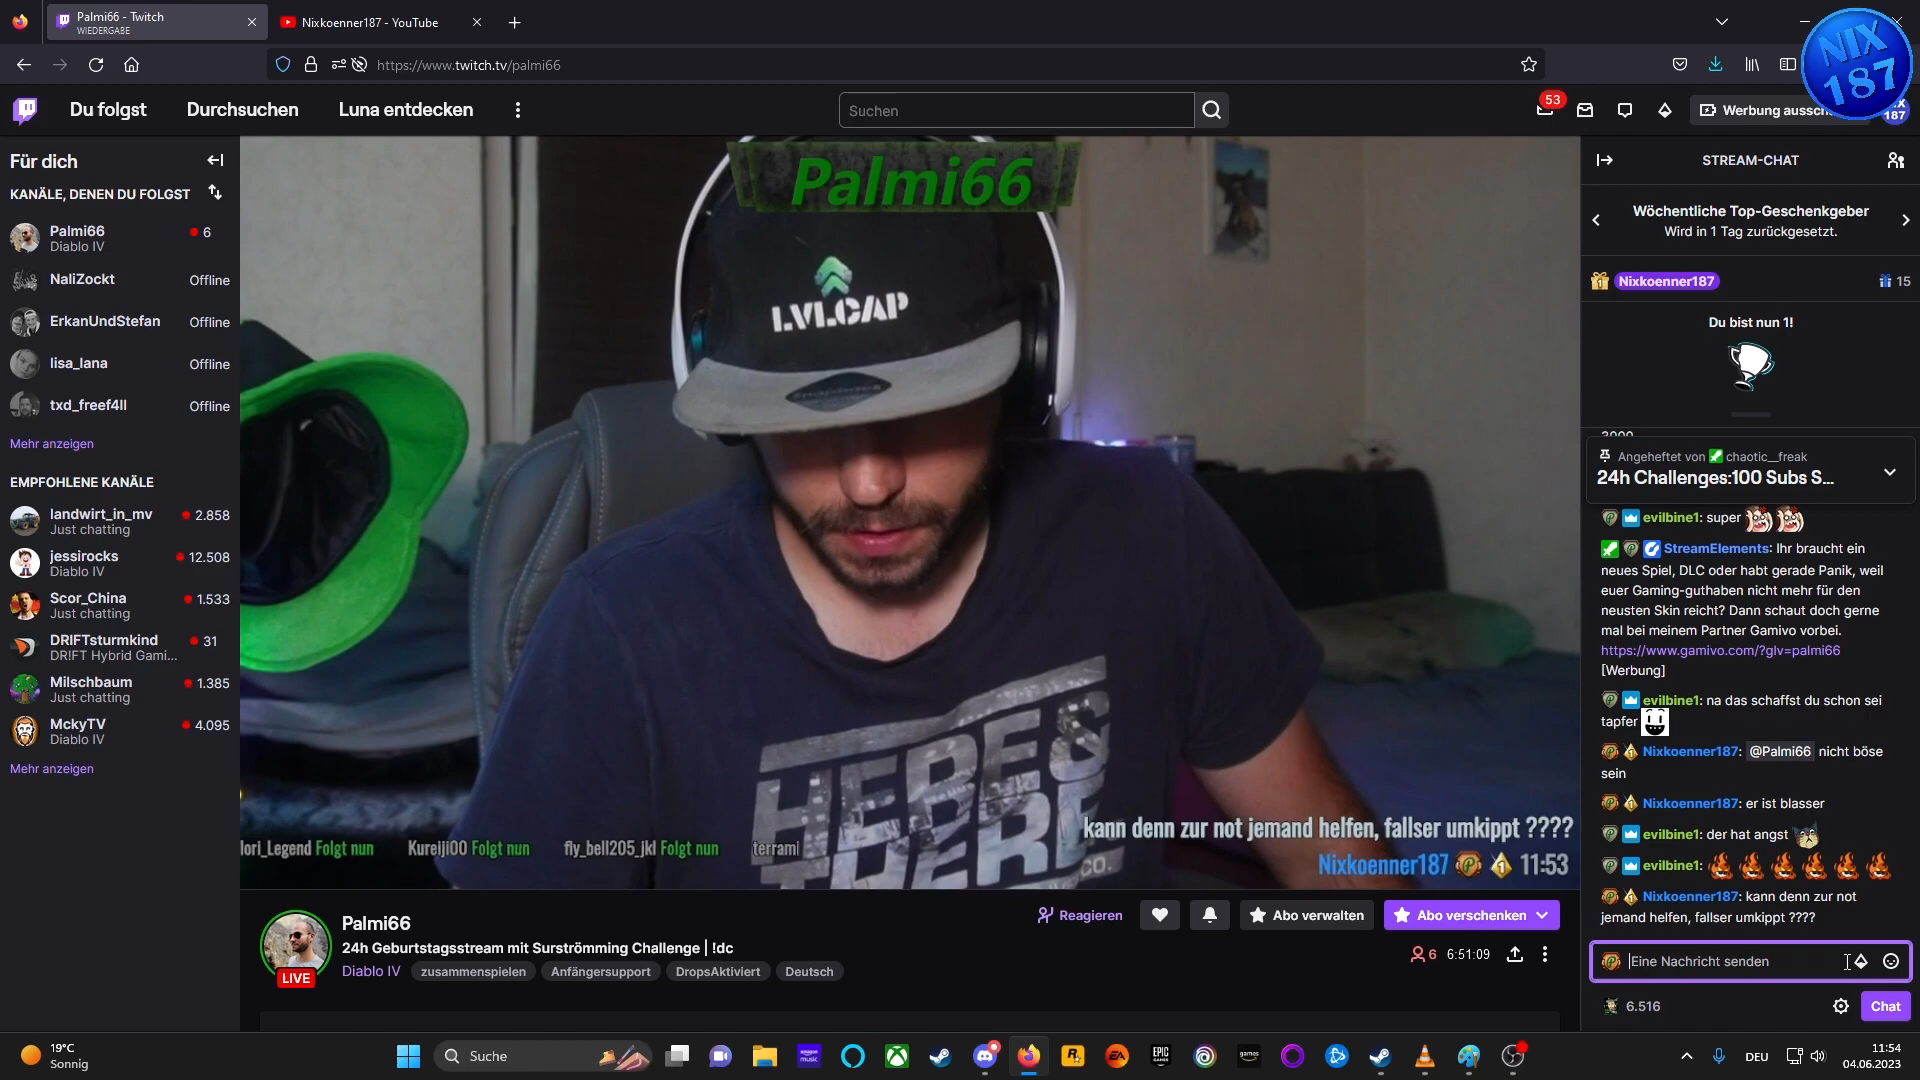 Palmi66 - Twitch
WIEDERGABE
Nixkoenner187 - YouTube
https://www.twitch.tv/palmi66
NIX
187
Du folgst
Durchsuchen
Luna entdecken
Suchen
53
Für dich
KANÄLE, DENEN DU FOLGST
Palmi66
6
Diablo IV
NaliZockt
Offline
ErkanUndStefan
Offline
lisa_lana
Offline
txd_freef4ll
Offline
Mehr anzeigen
EMPFOHLENE KANÄLE
landwirt_in_mv
2.858
Just chatting
jessirocks
12.508
Diablo IV
Scor_China
1.533
Just chatting
DRIFTsturmkind
31
DR!FT Hybrid Gami...
Milschbaum
1.385
Just chatting
MckyTV
4.095
Diablo IV
Mehr anzeigen
Palmi66
LVLCAP
HEBES
THERE
CO.
kann denn zur not jemand helfen, fallser umkippt ????
Nixkoenner187 11:53
lori_Legend Folgt nun
Kureiji00 Folgt nun
fly_bell205_jkl Folgt nun
terraml
LIVE
Palmi66
24h Geburtstagsstream mit Surströmming Challenge | !dc
Diablo IV
zusammenspielen
Anfängersupport
DropsAktiviert
Deutsch
Reagieren
Abo verwalten
Abo verschenken
6
6:51:09
STREAM-CHAT
Wöchentliche Top-Geschenkgeber
Wird in 1 Tag zurückgesetzt.
Nixkoenner187
15
Du bist nun 1!
Angeheftet von chaotic__freak
24h Challenges:100 Subs S...
evilbine1: super
StreamElements: Ihr braucht ein
neues Spiel, DLC oder habt gerade Panik, weil
euer Gaming-guthaben nicht mehr für den
neusten Skin reicht? Dann schaut doch gerne
mal bei meinem Partner Gamivo vorbei.
https://www.gamivo.com/?glv=palmi66
[Werbung]
evilbine1: na das schaffst du schon sei
tapfer
Nixkoenner187: @Palmi66 nicht böse
sein
Nixkoenner187: er ist blasser
evilbine1: der hat angst
evilbine1:
Nixkoenner187: kann denn zur not
jemand helfen, fallser umkippt ????
Eine Nachricht senden
6.516
Chat
19°C
Sonnig
Suche
DEU
11:54
04.06.2023